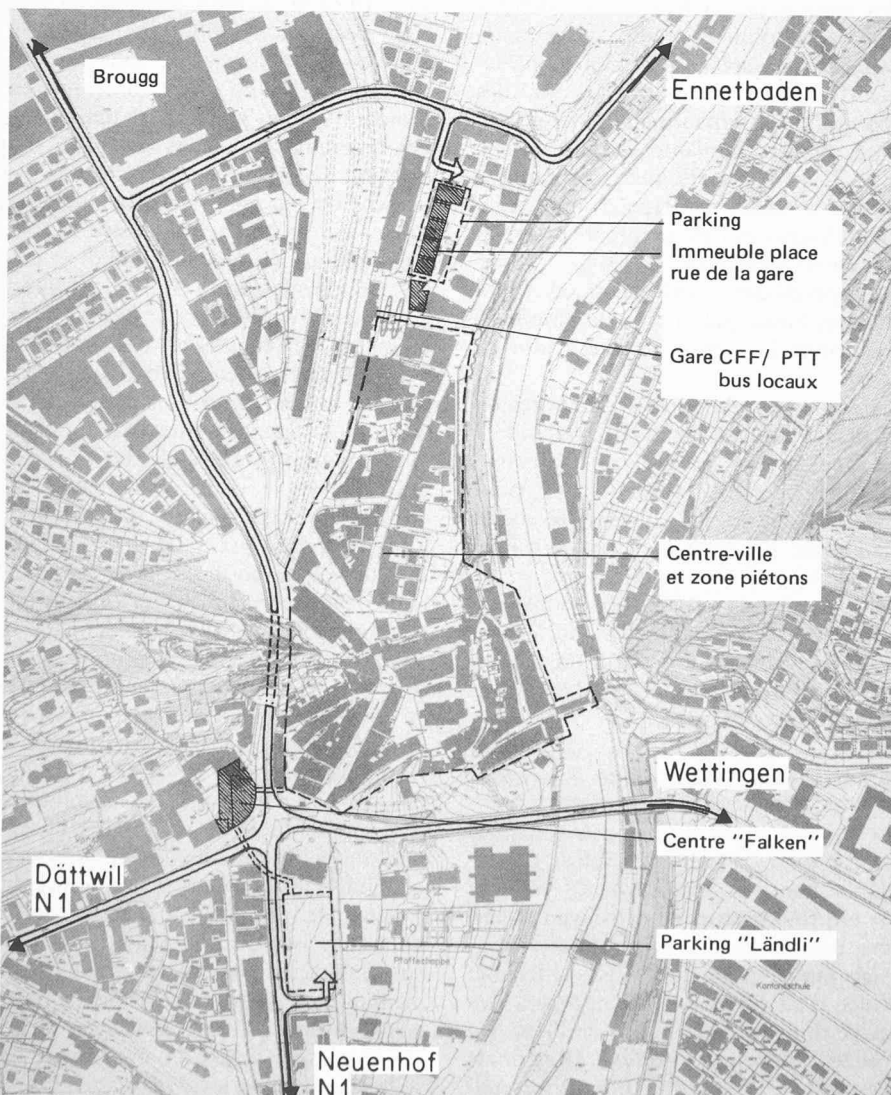 Brougg
Ennetbaden
Parking
Immeuble place
rue de la gare
Gare CFF/ PTT
bus locaux
Centre-ville
et zone piétons
Wettingen
Centre "Falken"
Dättwil
N1
Parking "Ländli"
Kantonsschule
Neuenhof
N1